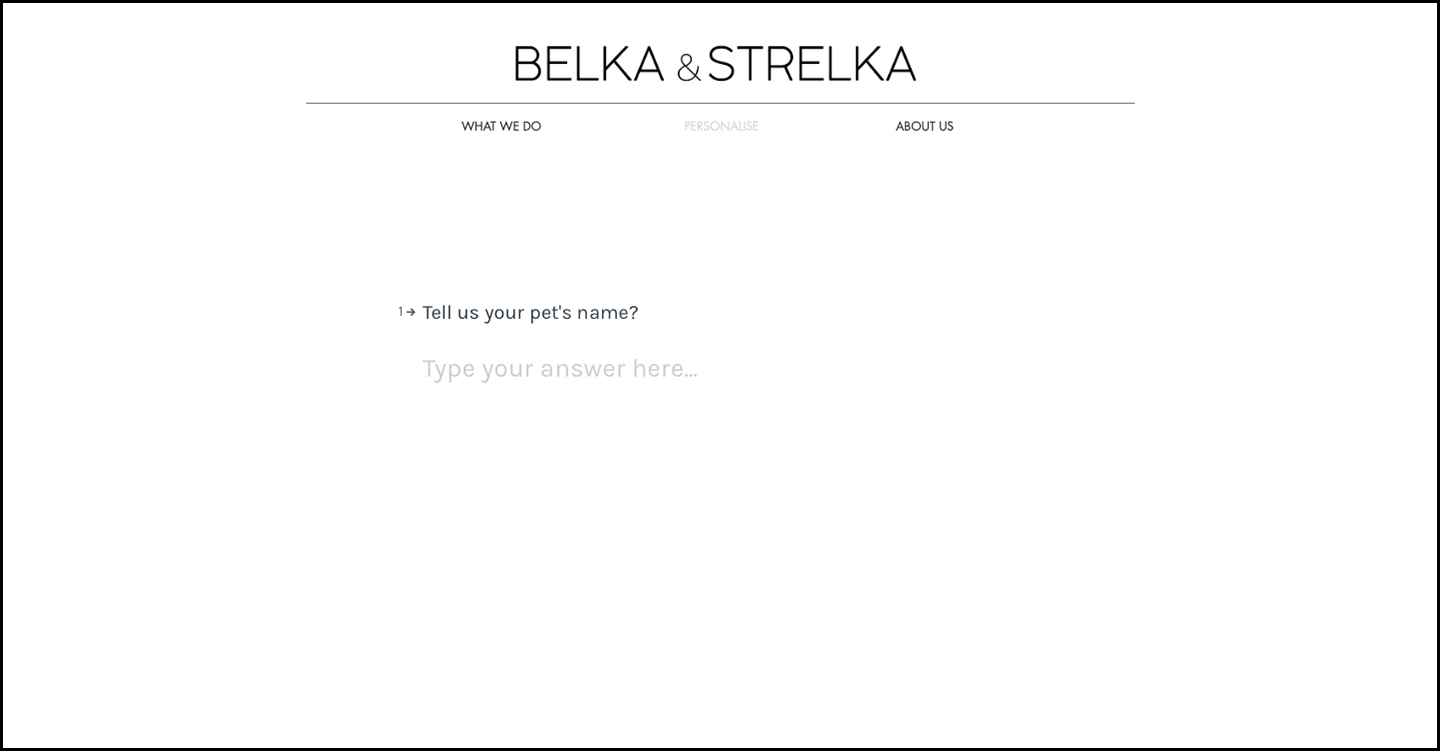 BELKA & STRELKA
WHAT WE DO PERSONALISE ABOUT US
1→ Tell us your pet's name?
Type your answer here...